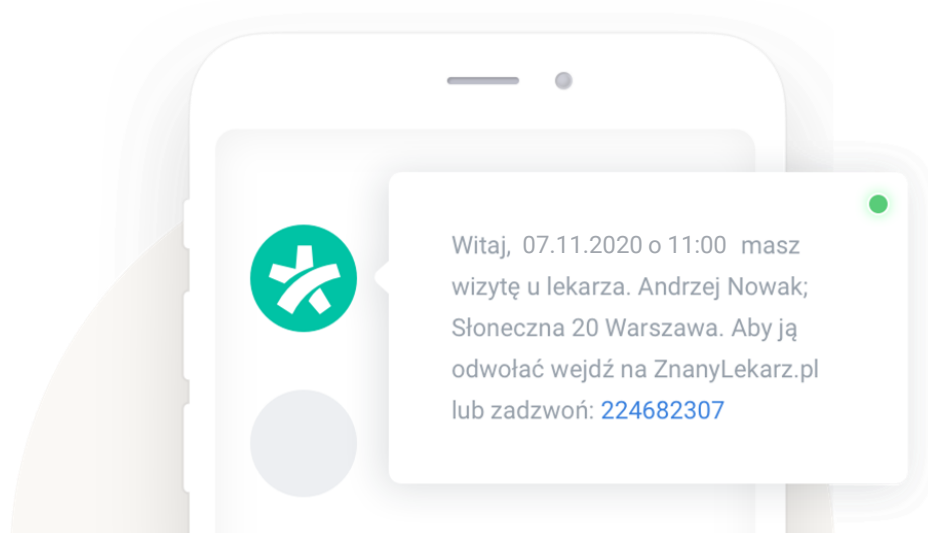 Witaj, 07.11.2020 o 11:00 masz
wizytę u lekarza. Andrzej Nowak;
Słoneczna 20 Warszawa. Aby ją
odwołać wejdź na ZnanyLekarz.pl
lub zadzwoń: 224682307